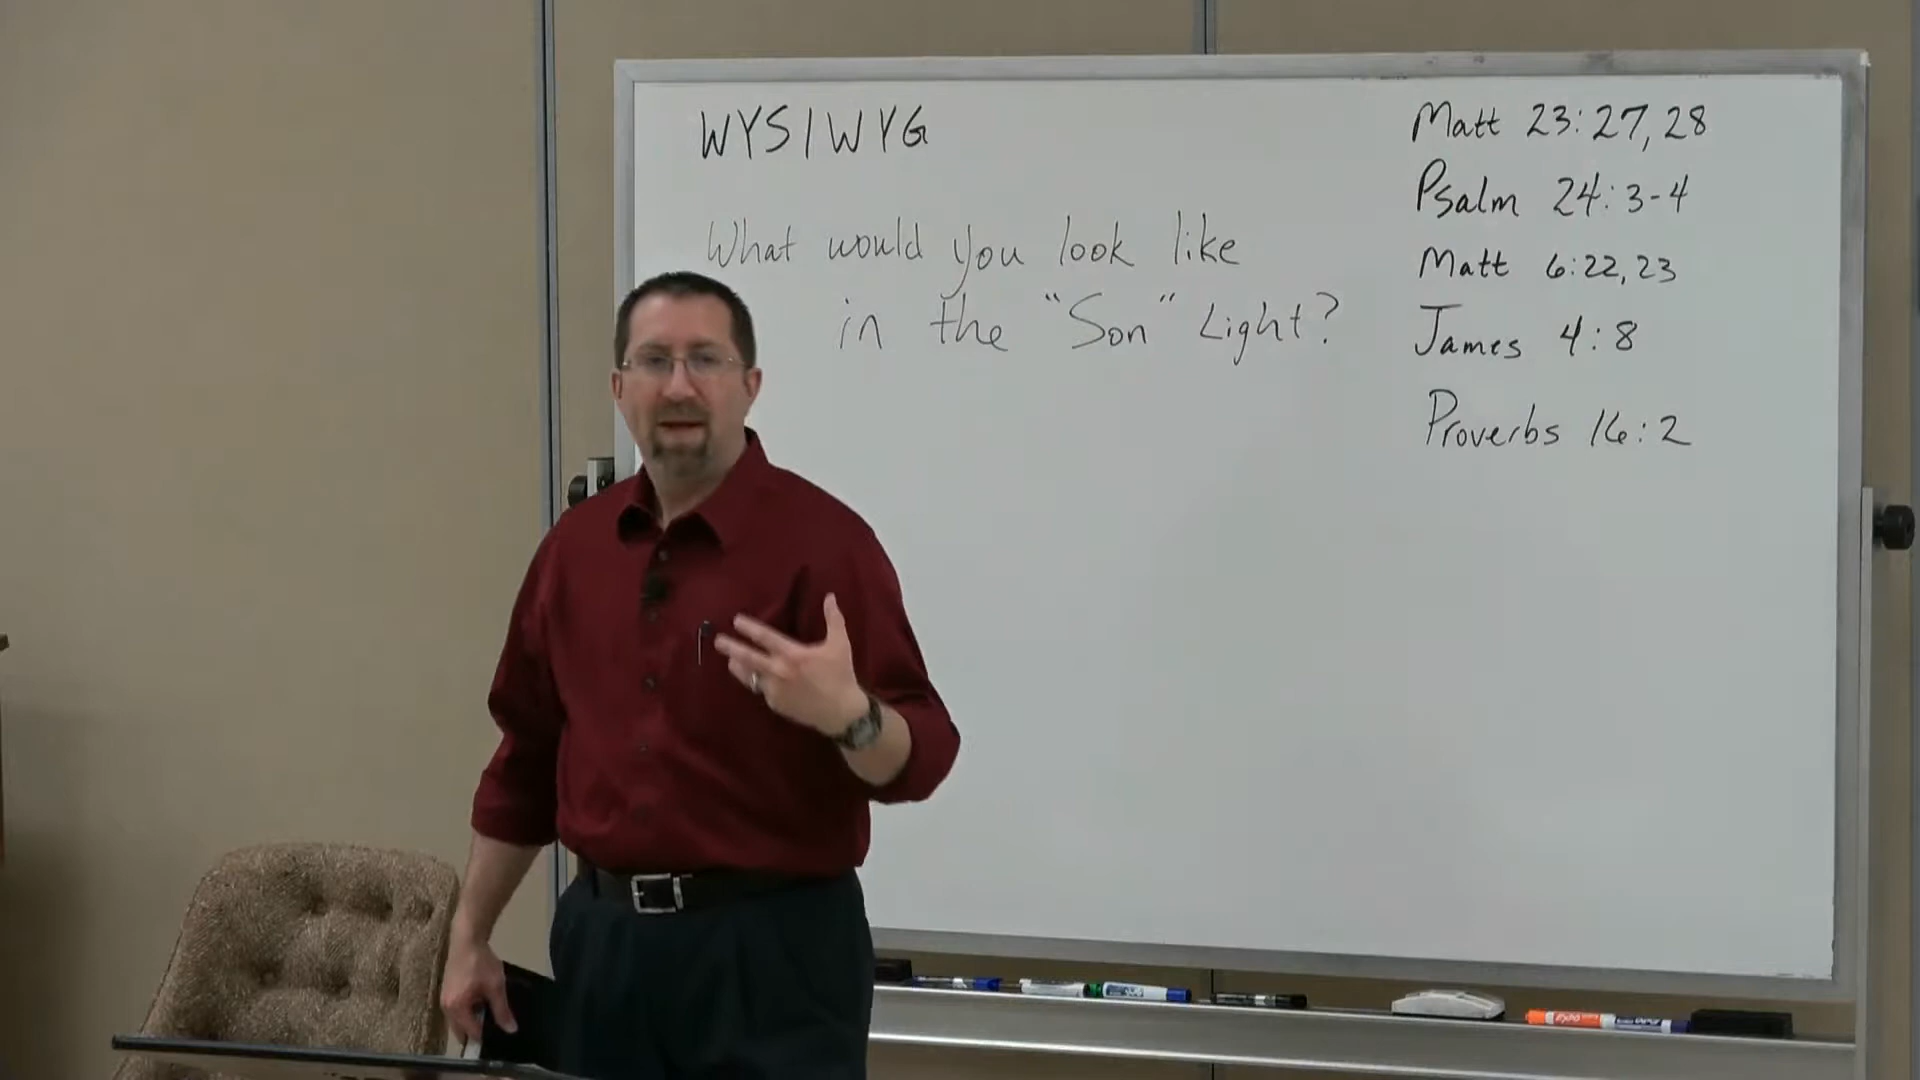 WYSIWYG
What would you look like
in the "Son" Light?
Matt 23:27,28
Psalm 24:3-4
Matt 6:22,23
James 4:8
Proverbs 16:2
EXPO